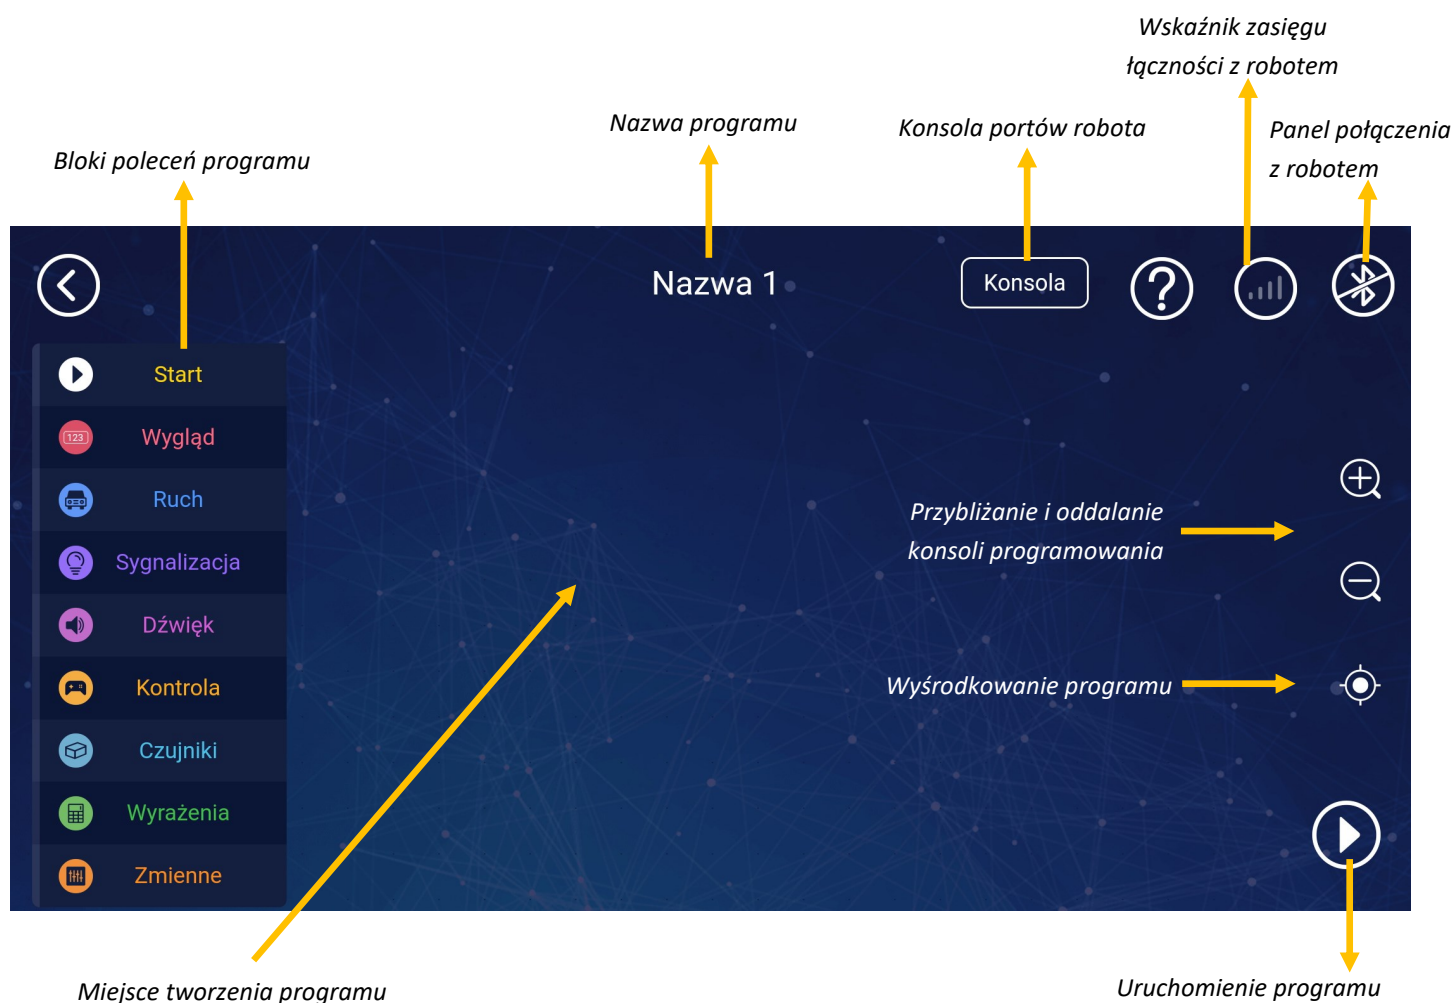 Wskaźnik zasięgu
łączności z robotem
Nazwa programu
Konsola portów robota
Panel połączenia
z robotem
Bloki poleceń programu
Nazwa 1
Konsola
Start
123
Wygląd
Ruch
Sygnalizacja
Dźwięk
Kontrola
Czujniki
Wyrażenia
Zmienne
Przybliżanie i oddalanie
konsoli programowania
Wyśrodkowanie programu
Miejsce tworzenia programu
Uruchomienie programu